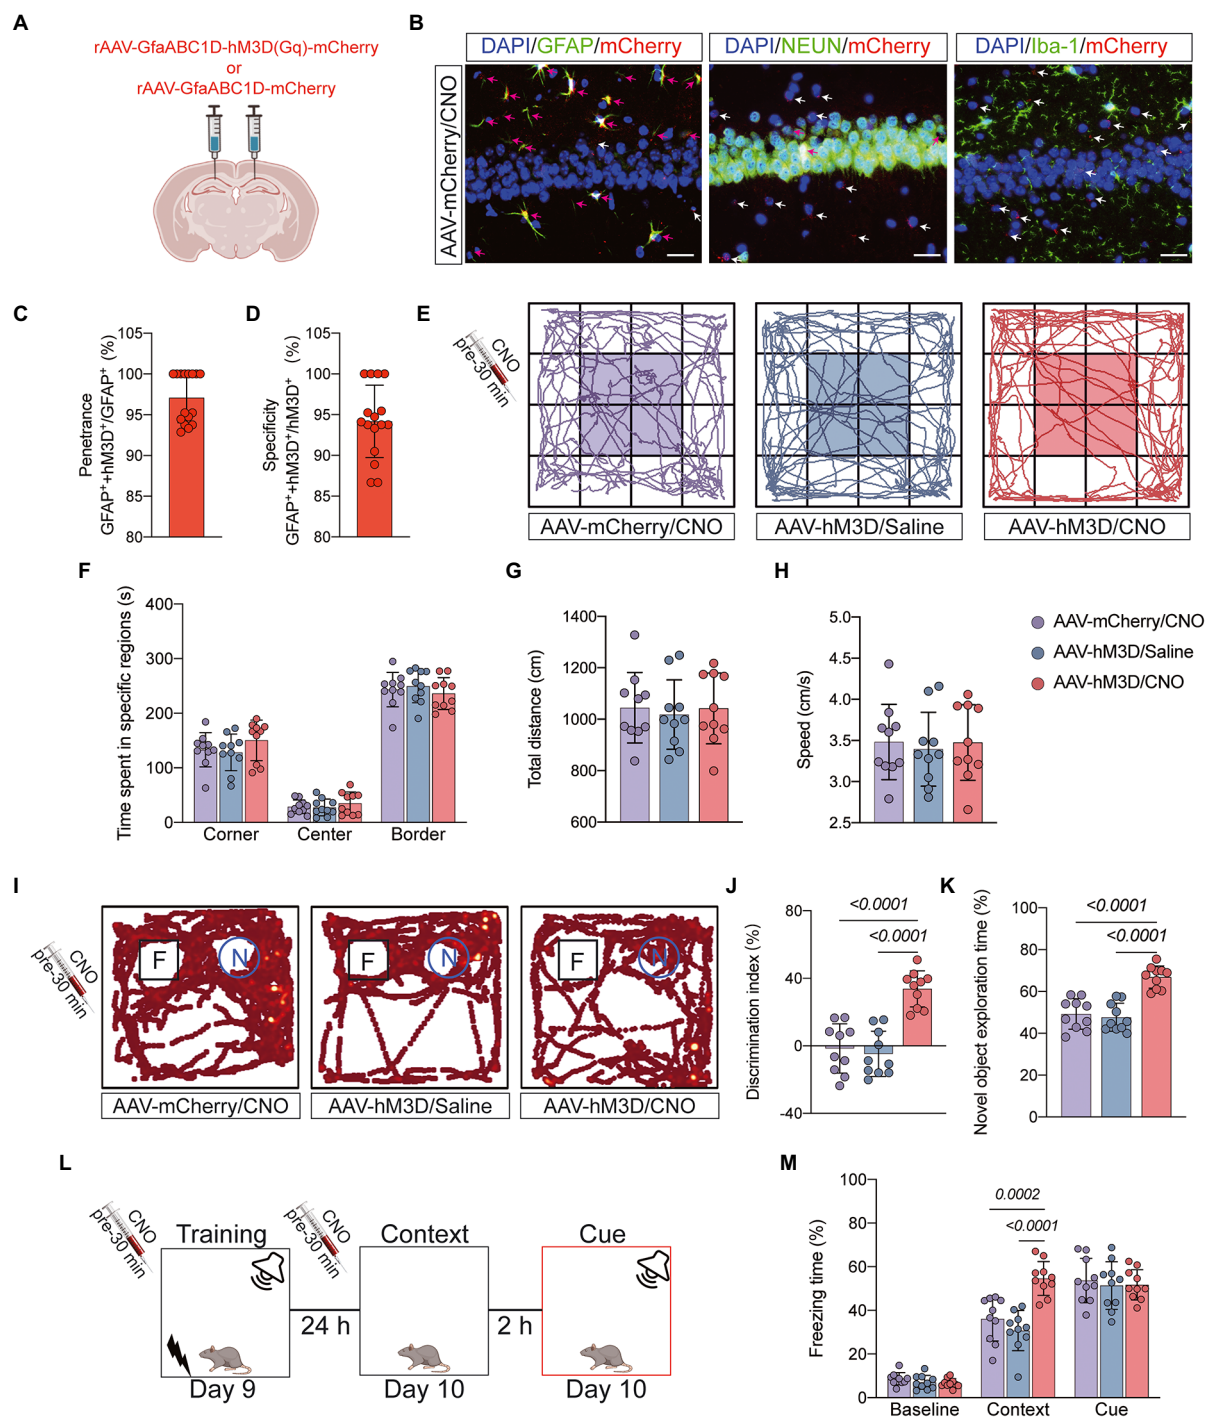 A
rAAV-GfaABC1D-hM3D(Gq)-mCherry
or
rAAV-GfaABC1D-mCherry
B
DAPI/GFAP/mCherry
DAPI/NEUN/mCherry
DAPI/Iba-1/mCherry
AAV-mCherry/CNO
C
Penetrance
GFAP⁺+hM3D⁺/GFAP⁺ (%)
105
100
95
90
85
80
D
Specificity
GFAP⁺+hM3D⁺/hM3D⁺ (%)
105
100
95
90
85
80
E
CNO
pre-30 min
AAV-mCherry/CNO
AAV-hM3D/Saline
AAV-hM3D/CNO
F
Time spent in specific regions (s)
400
300
200
100
0
Corner
Center
Border
G
Total distance (cm)
1400
1200
1000
800
600
H
Speed (cm/s)
5.0
4.5
4.0
3.5
3.0
2.5
AAV-mCherry/CNO
AAV-hM3D/Saline
AAV-hM3D/CNO
I
CNO
pre-30 min
F
N
F
N
F
N
AAV-mCherry/CNO
AAV-hM3D/Saline
AAV-hM3D/CNO
J
Discrimination index (%)
80
40
0
-40
<0.0001
<0.0001
K
Novel object exploration time (%)
100
80
60
40
20
0
<0.0001
<0.0001
L
CNO
pre-30 min
Training
CNO
pre-30 min
Context
Cue
24 h
2 h
Day 9
Day 10
Day 10
M
Freezing time (%)
100
80
60
40
20
0
0.0002
<0.0001
Baseline
Context
Cue